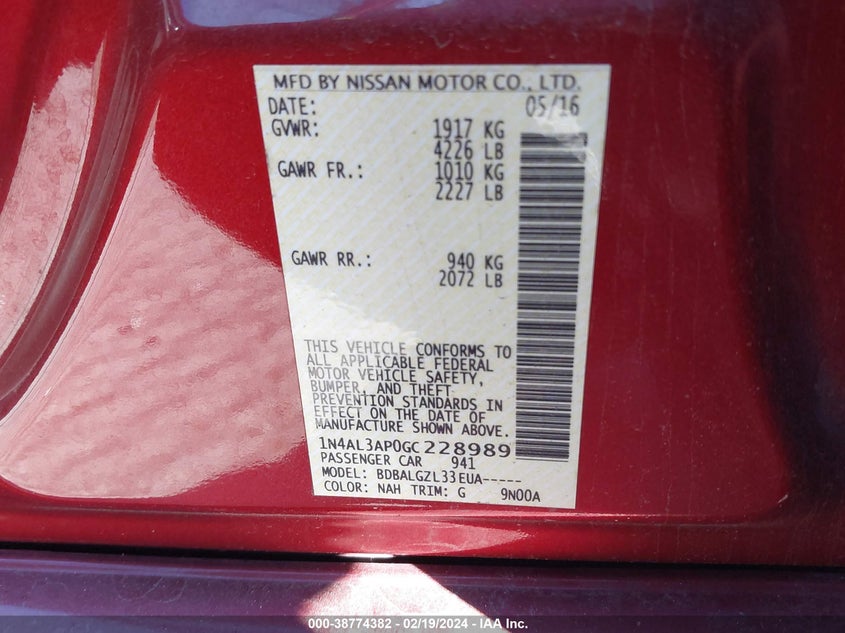 MFD BY NISSAN MOTOR CO., LTD.
DATE: 05/16
GVWR: 1917 KG
4226 LB
GAWR FR.: 1010 KG
2227 LB
GAWR RR.: 940 KG
2072 LB
THIS VEHICLE CONFORMS TO
ALL APPLICABLE FEDERAL
MOTOR VEHICLE SAFETY,
BUMPER, AND THEFT
PREVENTION STANDARDS IN
EFFECT ON THE DATE OF
MANUFACTURE SHOWN ABOVE.
1N4AL3AP0GC228989
PASSENGER CAR 941
MODEL: BDBALGZL33EUA-----
COLOR: NAH TRIM: G 9N00A
000-38774382 / 02/19/2024 - IAA Inc.